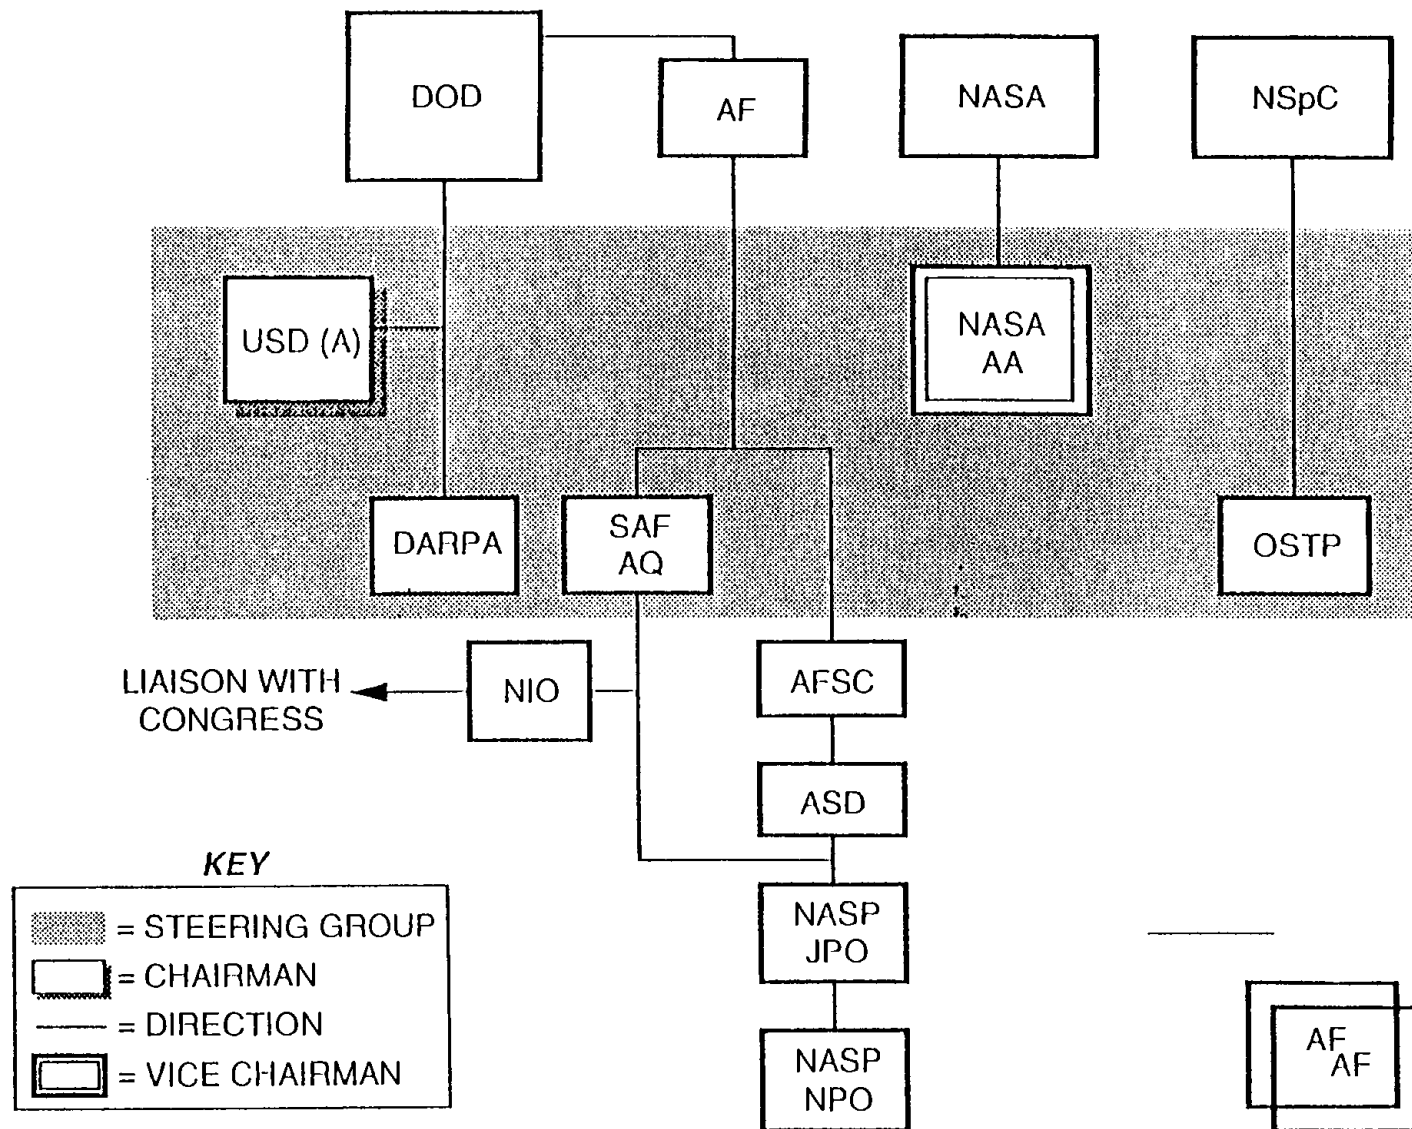 DOD
AF
NASA
NSpC
USD (A)
NASA
AA
DARPA
SAF
AQ
OSTP
LIAISON WITH
CONGRESS
NIO
AFSC
ASD
KEY
= STEERING GROUP
= CHAIRMAN
= DIRECTION
= VICE CHAIRMAN
NASP
JPO
NASP
NPO
AF
AF